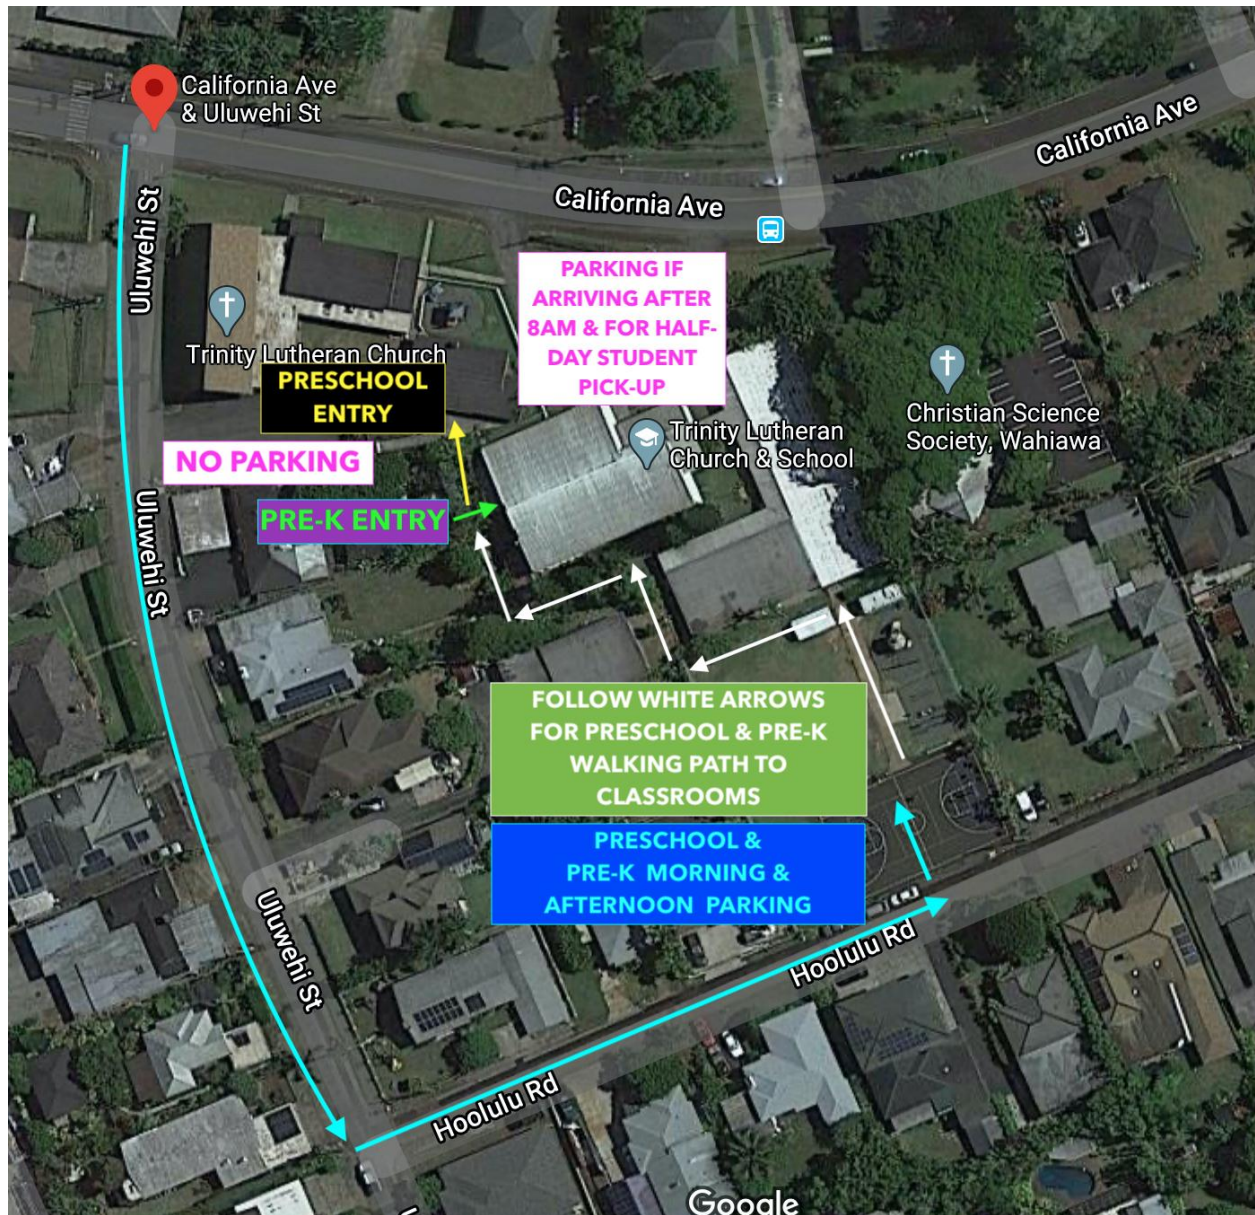 California Ave
& Uluwehi St
California Ave
California Ave
Uluwehi St
PARKING IF
ARRIVING AFTER
8AM & FOR HALF-
DAY STUDENT
PICK-UP
Trinity Lutheran Church
PRESCHOOL
ENTRY
Christian Science
Society, Wahiawa
Trinity Lutheran
Church & School
NO PARKING
PRE-K ENTRY
Uluwehi St
FOLLOW WHITE ARROWS
FOR PRESCHOOL & PRE-K
WALKING PATH TO
CLASSROOMS
PRESCHOOL &
PRE-K MORNING &
AFTERNOON PARKING
Uluwehi St
Hoolulu Rd
Hoolulu Rd
Google